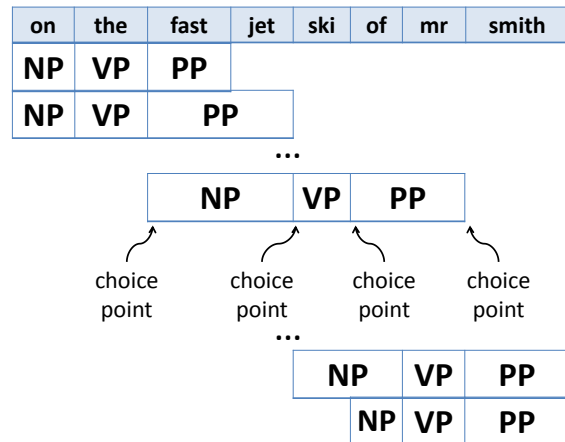 on the fast jet ski of mr smith
NP VP PP
NP VP PP
...
NP VP PP
choice point choice point choice point choice point
...
NP VP PP
NP VP PP